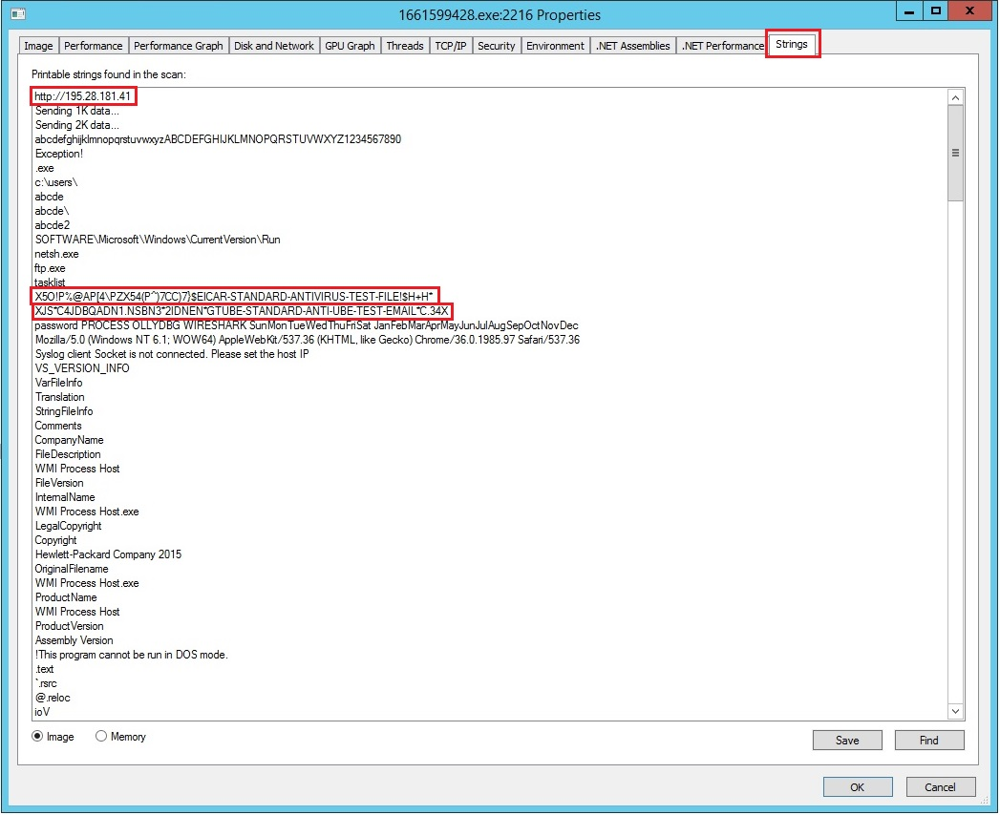 1661599428.exe:2216 Properties
Image Performance Performance Graph Disk and Network GPU Graph Threads TCP/IP Security Environment .NET Assemblies .NET Performance Strings
Printable strings found in the scan:
http://195.28.181.41
Sending 1K data...
Sending 2K data...
abcdefghijklmnopqrstuvwxyzABCDEFGHIJKLMNOPQRSTUVWXYZ1234567890
Exception!
.exe
c:\users\
abcde
abcde\
abcde2
SOFTWARE\Microsoft\Windows\CurrentVersion\Run
netsh.exe
ftp.exe
tasklist
X5O!P%@AP[4\PZX54(P^)7CC)7}$EICAR-STANDARD-ANTIVIRUS-TEST-FILE!$H+H*
XJS*C4JDBQADN1.NSBN3*2IDNEN*GTUBE-STANDARD-ANTI-UBE-TEST-EMAIL*C.34X
password PROCESS OLLYDBG WIRESHARK SunMonTueWedThuFriSat JanFebMarAprMayJunJulAugSepOctNovDec
Mozilla/5.0 (Windows NT 6.1; WOW64) AppleWebKit/537.36 (KHTML, like Gecko) Chrome/36.0.1985.97 Safari/537.36
Syslog client Socket is not connected. Please set the host IP
VS_VERSION_INFO
VarFileInfo
Translation
StringFileInfo
Comments
CompanyName
FileDescription
WMI Process Host
FileVersion
InternalName
WMI Process Host.exe
LegalCopyright
Copyright
Hewlett-Packard Company 2015
OriginalFilename
WMI Process Host.exe
ProductName
WMI Process Host
ProductVersion
Assembly Version
!This program cannot be run in DOS mode.
.text
`.rsrc
@.reloc
ioV
Image Memory Save Find
OK Cancel